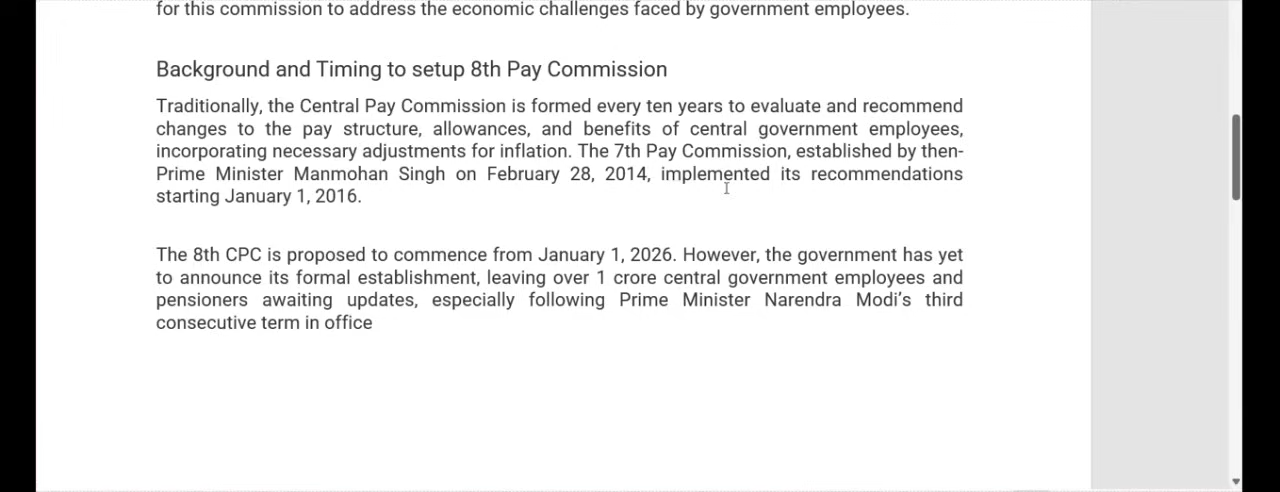 for this commission to address the economic challenges faced by government employees.
Background and Timing to setup 8th Pay Commission
Traditionally, the Central Pay Commission is formed every ten years to evaluate and recommend
changes to the pay structure, allowances, and benefits of central government employees,
incorporating necessary adjustments for inflation. The 7th Pay Commission, established by then-
Prime Minister Manmohan Singh on February 28, 2014, implemented its recommendations
starting January 1, 2016.
The 8th CPC is proposed to commence from January 1, 2026. However, the government has yet
to announce its formal establishment, leaving over 1 crore central government employees and
pensioners awaiting updates, especially following Prime Minister Narendra Modi’s third
consecutive term in office